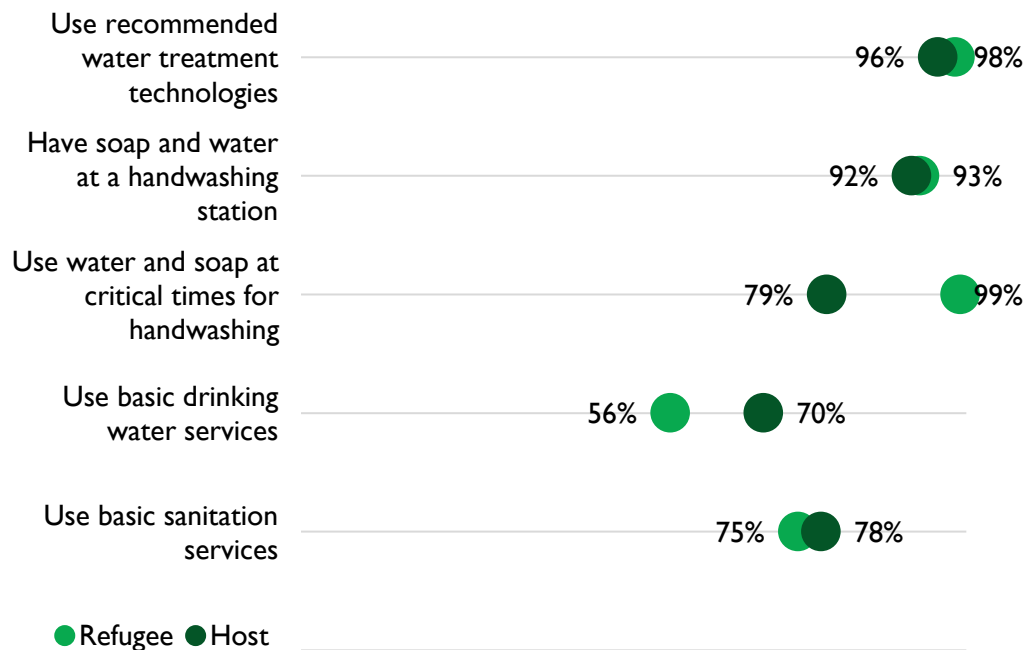 Use recommended
water treatment
technologies
96% 98%
Have soap and water
at a handwashing
station
92% 93%
Use water and soap at
critical times for
handwashing
79% 99%
Use basic drinking
water services
56% 70%
Use basic sanitation
services
75% 78%
Refugee Host